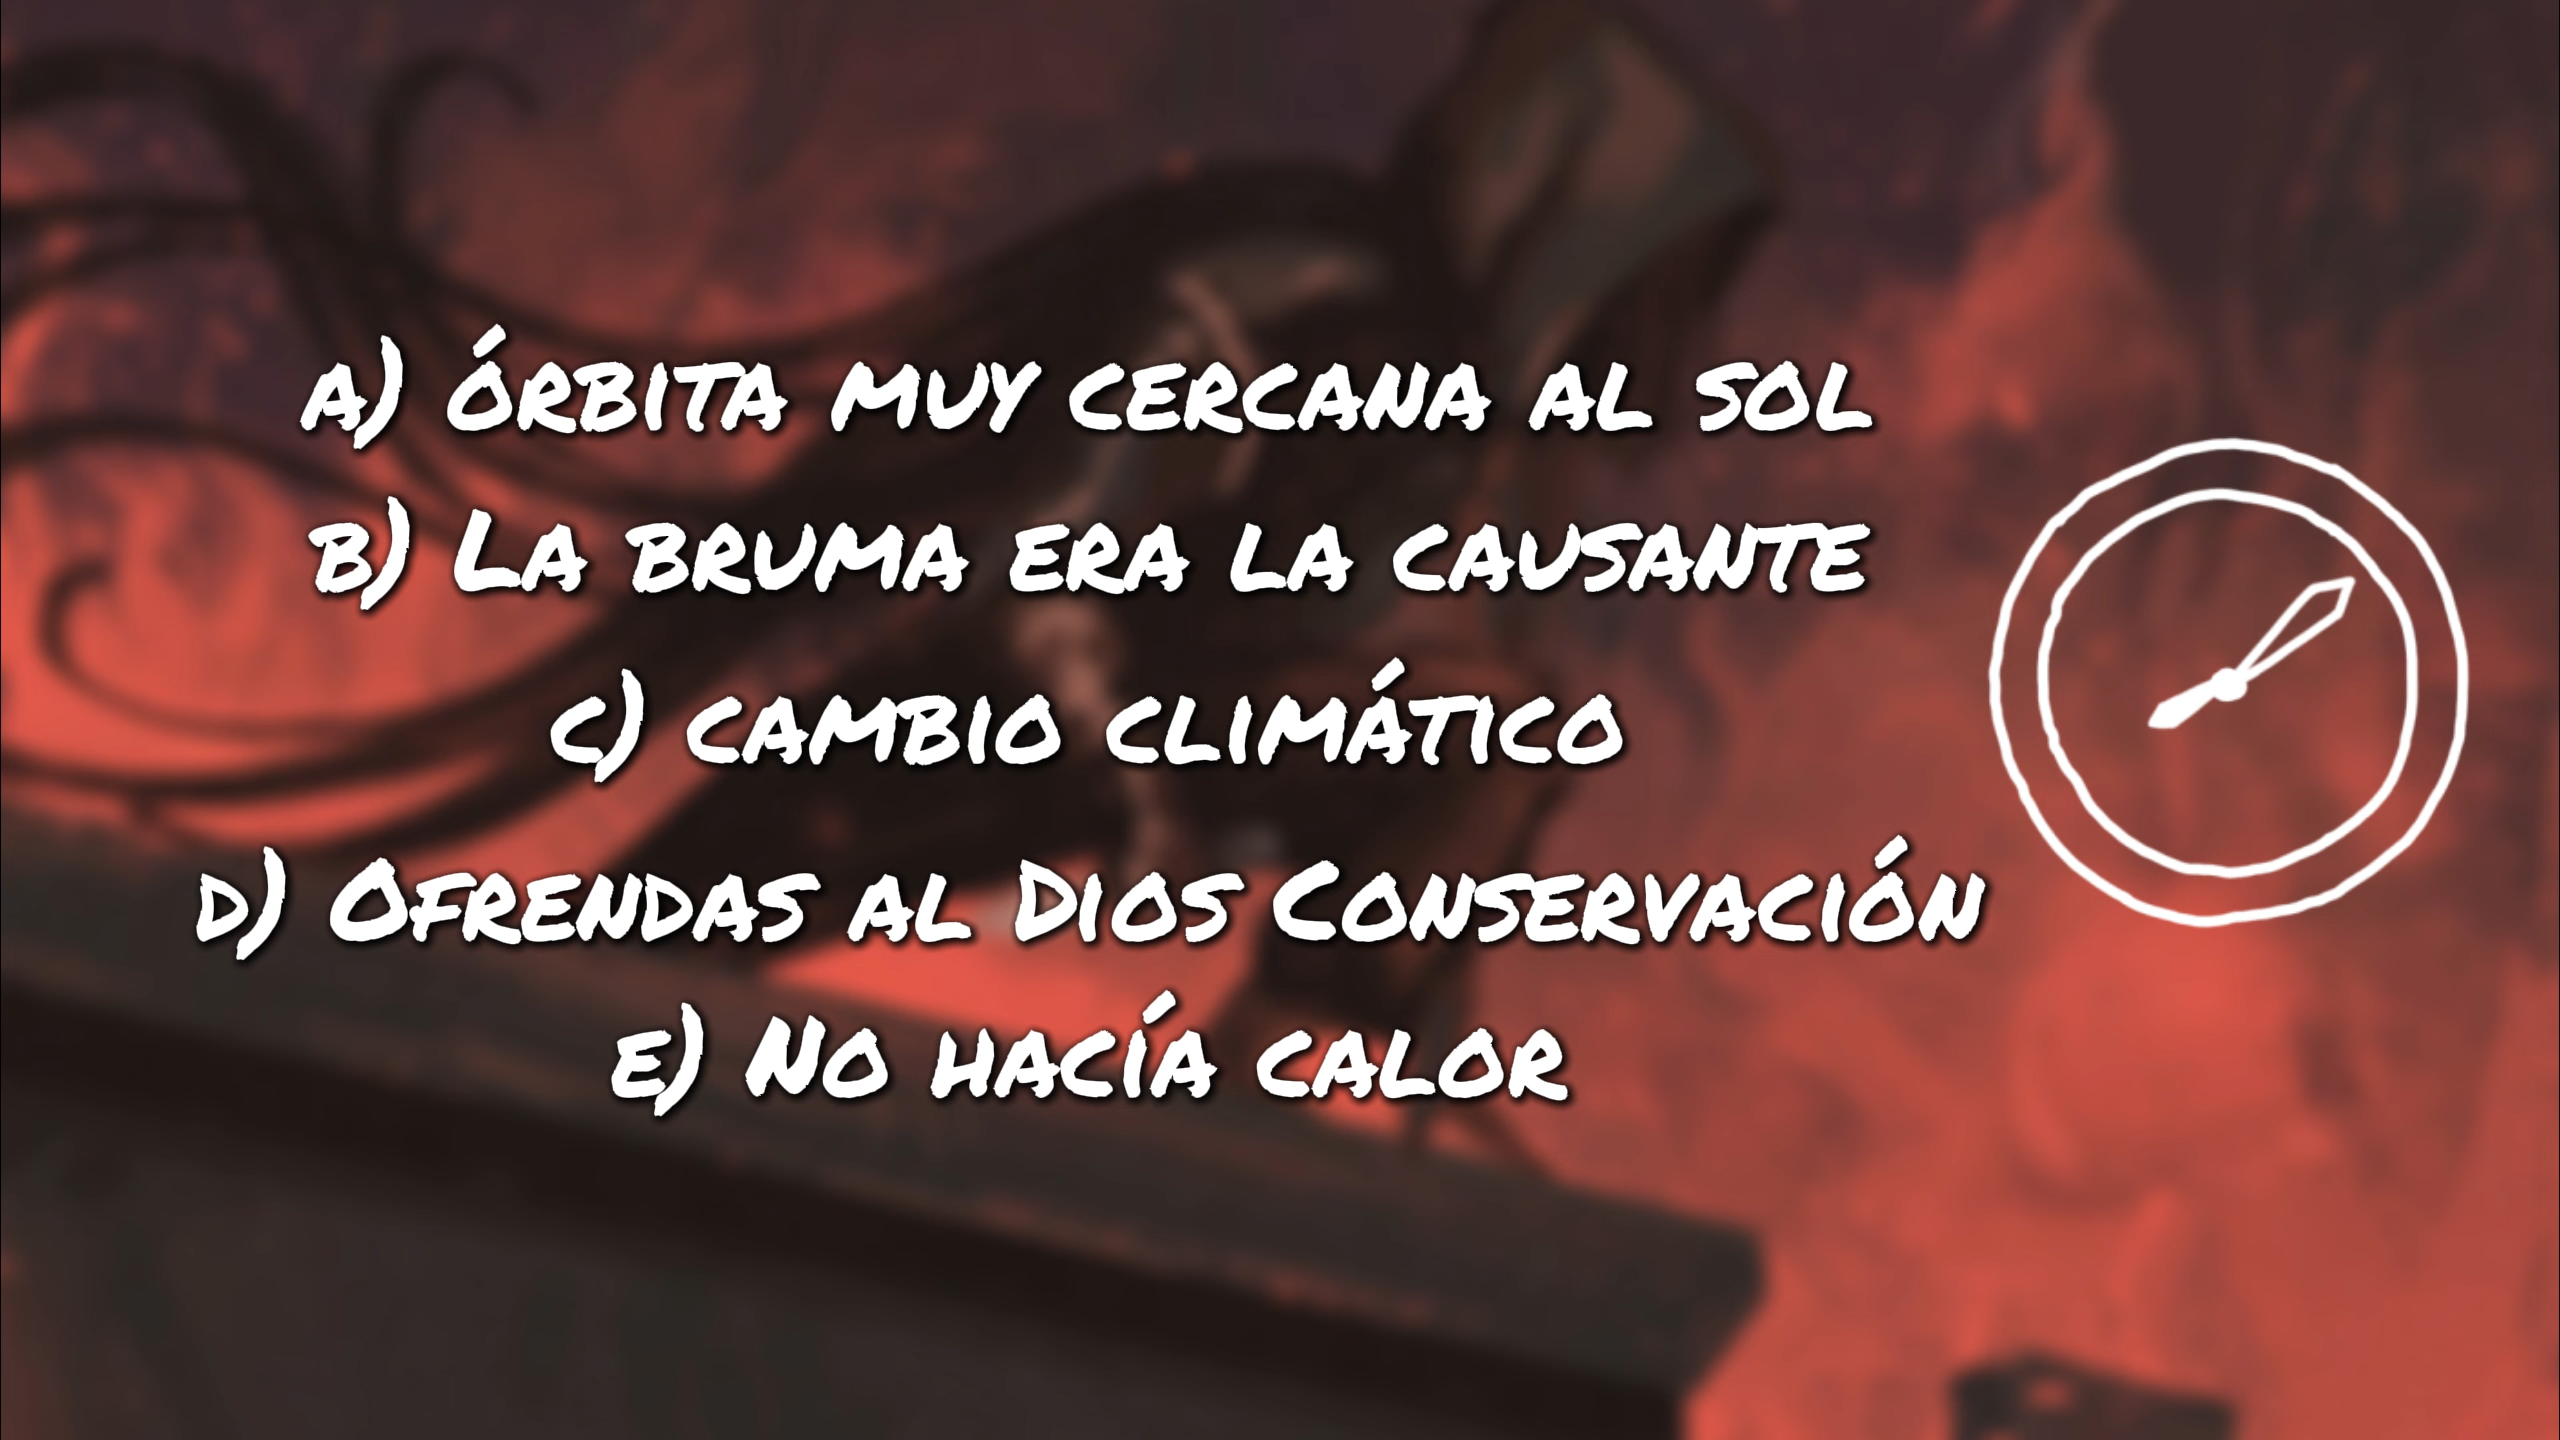 a) órbita muy cercana al sol
b) La bruma era la causante
c) cambio climático
d) Ofrendas al Dios Conservación
e) No hacía calor